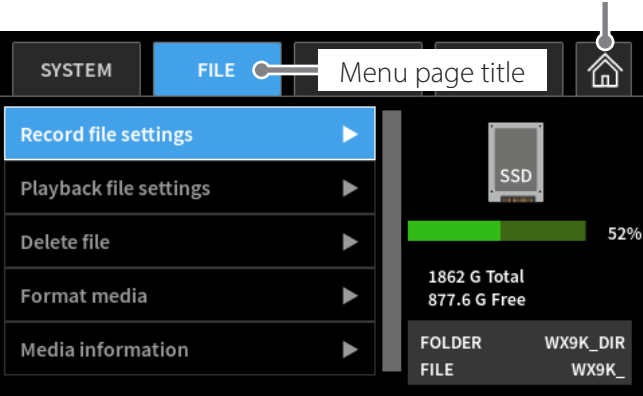 SYSTEM
FILE
Menu page title
Record file settings
Playback file settings
Delete file
Format media
Media information
SSD
52%
1862 G Total
877.6 G Free
FOLDER WX9K_DIR
FILE WX9K_